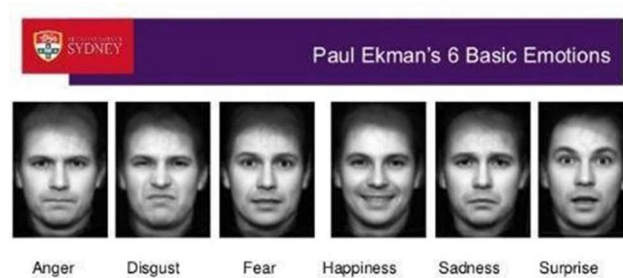 SYDNEY
Paul Ekman's 6 Basic Emotions
Anger Disgust Fear Happiness Sadness Surprise